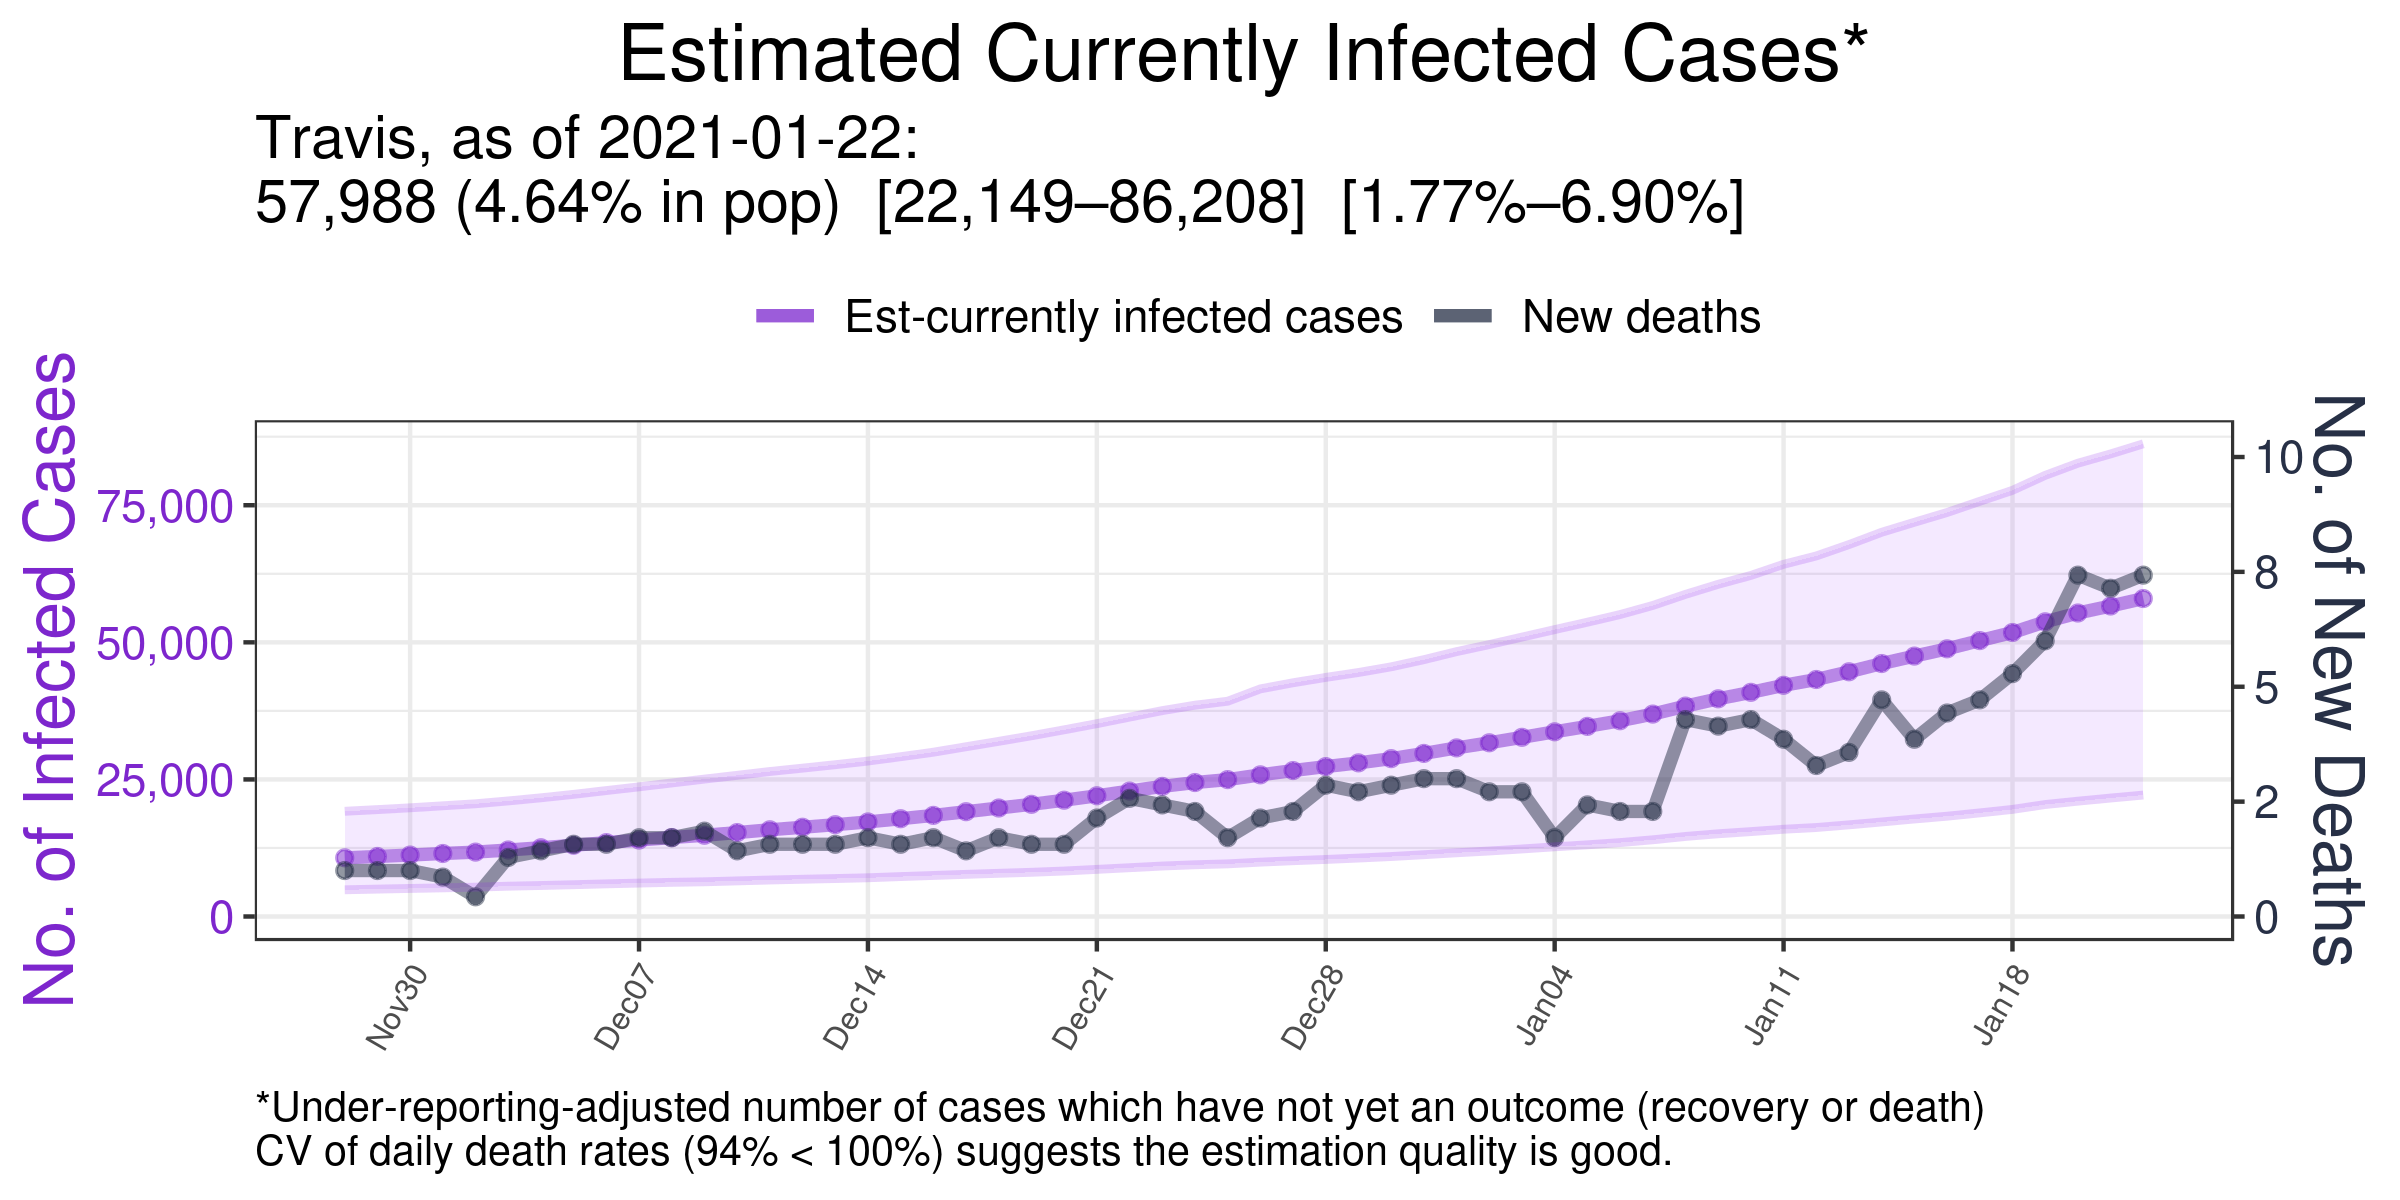 Estimated Currently Infected Cases*
Travis, as of 2021-01-22:
57,988 (4.64% in pop) [22,149–86,208] [1.77%–6.90%]
Est-currently infected cases
New deaths
No. of Infected Cases
75,000
50,000
25,000
0
No. of New Deaths
10
8
5
2
0
Nov30
Dec07
Dec14
Dec21
Dec28
Jan04
Jan11
Jan18
*Under-reporting-adjusted number of cases which have not yet an outcome (recovery or death)
CV of daily death rates (94% < 100%) suggests the estimation quality is good.